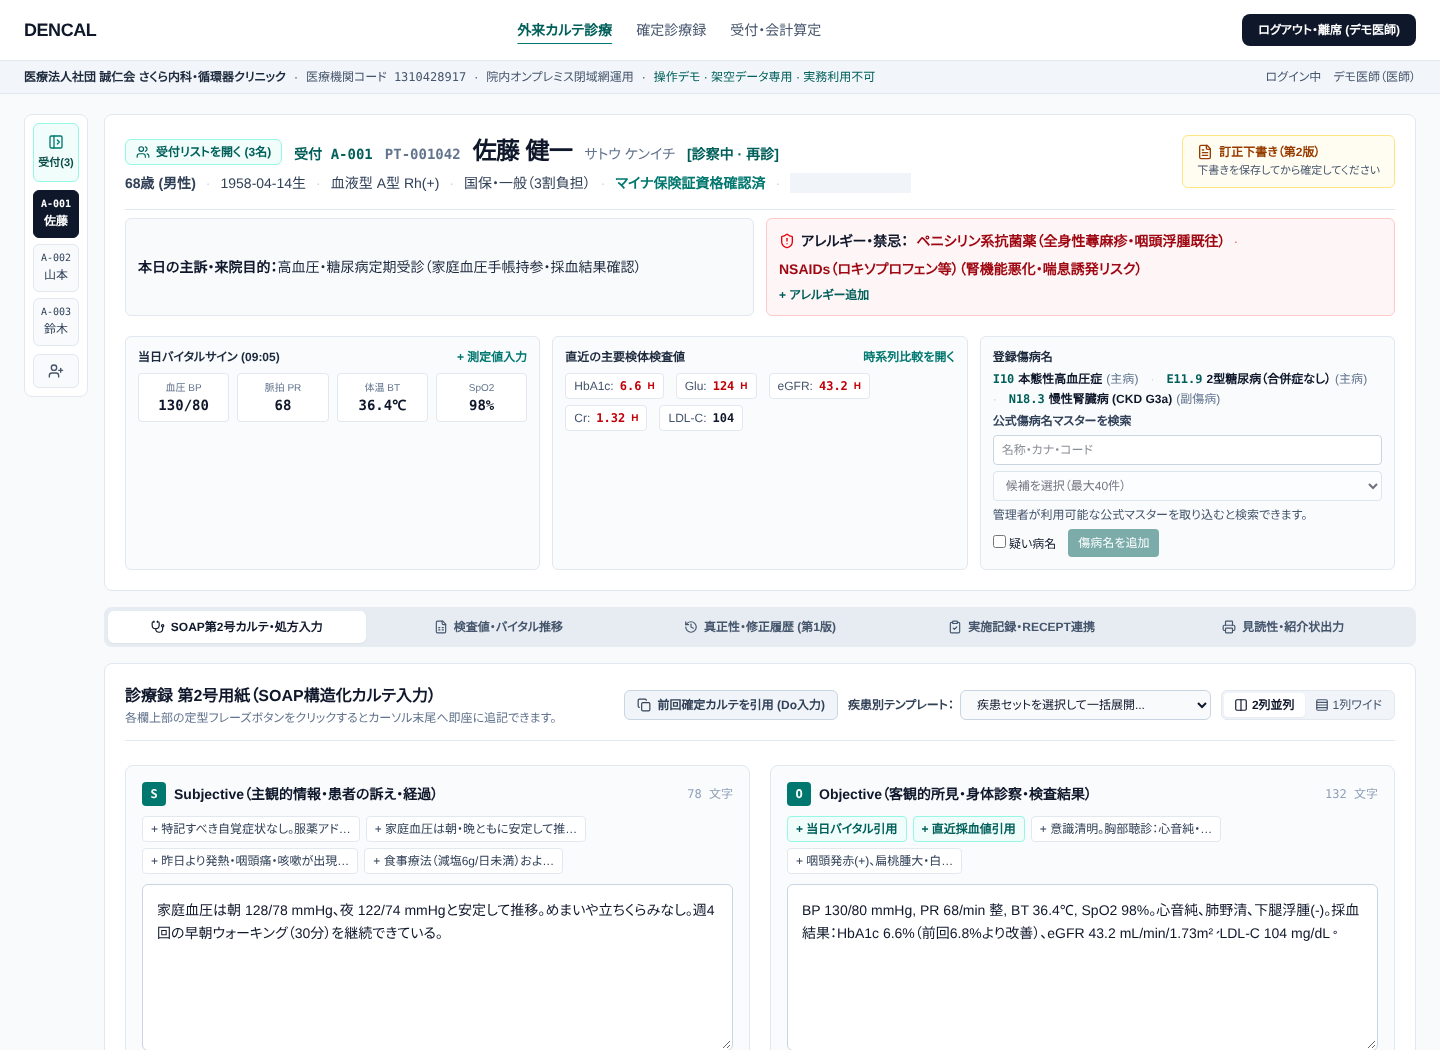 DENCAL
外来カルテ診療 確定診療録 受付・会計算定
ログアウト・離席 (デモ医師)
医療法人社団 誠仁会 さくら内科・循環器クリニック · 医療機関コード 1310428917 · 院内オンプレミス閉域網運用 · 操作デモ · 架空データ専用 · 実務利用不可
ログイン中 デモ医師（医師）
受付(3)
A-001
佐藤
A-002
山本
A-003
鈴木
受付リストを開く (3名) 受付 A-001 PT-001042 佐藤 健一 サトウ ケンイチ [診察中 · 再診]
68歳 (男性) · 1958-04-14生 · 血液型 A型 Rh(+) · 国保・一般（3割負担） · マイナ保険証資格確認済 ·
訂正下書き（第2版）
下書きを保存してから確定してください
本日の主訴・来院目的：高血圧・糖尿病定期受診（家庭血圧手帳持参・採血結果確認）
アレルギー・禁忌： ペニシリン系抗菌薬（全身性蕁麻疹・咽頭浮腫既往） ·
NSAIDs（ロキソプロフェン等）（腎機能悪化・喘息誘発リスク）
+ アレルギー追加
当日バイタルサイン (09:05) + 測定値入力
血圧 BP
130/80
脈拍 PR
68
体温 BT
36.4℃
SpO2
98%
直近の主要検体検査値 時系列比較を開く
HbA1c: 6.6 H Glu: 124 H eGFR: 43.2 H
Cr: 1.32 H LDL-C: 104
登録傷病名
I10 本態性高血圧症 (主病) · E11.9 2型糖尿病（合併症なし） (主病)
· N18.3 慢性腎臓病 (CKD G3a) (副傷病)
公式傷病名マスターを検索
名称・カナ・コード
候補を選択（最大40件）
管理者が利用可能な公式マスターを取り込むと検索できます。
疑い病名 傷病名を追加
SOAP第2号カルテ・処方入力 検査値・バイタル推移 真正性・修正履歴 (第1版) 実施記録・RECEPT連携 見読性・紹介状出力
診療録 第2号用紙（SOAP構造化カルテ入力）
各欄上部の定型フレーズボタンをクリックするとカーソル末尾へ即座に追記できます。
前回確定カルテを引用 (Do入力) 疾患別テンプレート： 疾患セットを選択して一括展開... 2列並列 1列ワイド
S Subjective（主観的情報・患者の訴え・経過） 78 文字
+ 特記すべき自覚症状なし。服薬アド… + 家庭血圧は朝・晩ともに安定して推…
+ 昨日より発熱・咽頭痛・咳嗽が出現… + 食事療法（減塩6g/日未満）およ…
家庭血圧は朝 128/78 mmHg、夜 122/74 mmHgと安定して推移。めまいや立ちくらみなし。週4
回の早朝ウォーキング（30分）を継続できている。
O Objective（客観的所見・身体診察・検査結果） 132 文字
+ 当日バイタル引用 + 直近採血値引用 + 意識清明。胸部聴診：心音純・…
+ 咽頭発赤(+)、扁桃腫大・白…
BP 130/80 mmHg, PR 68/min 整, BT 36.4℃, SpO2 98%。心音純、肺野清、下腿浮腫(-)。採血
結果：HbA1c 6.6%（前回6.8%より改善）、eGFR 43.2 mL/min/1.73m²、LDL-C 104 mg/dL。